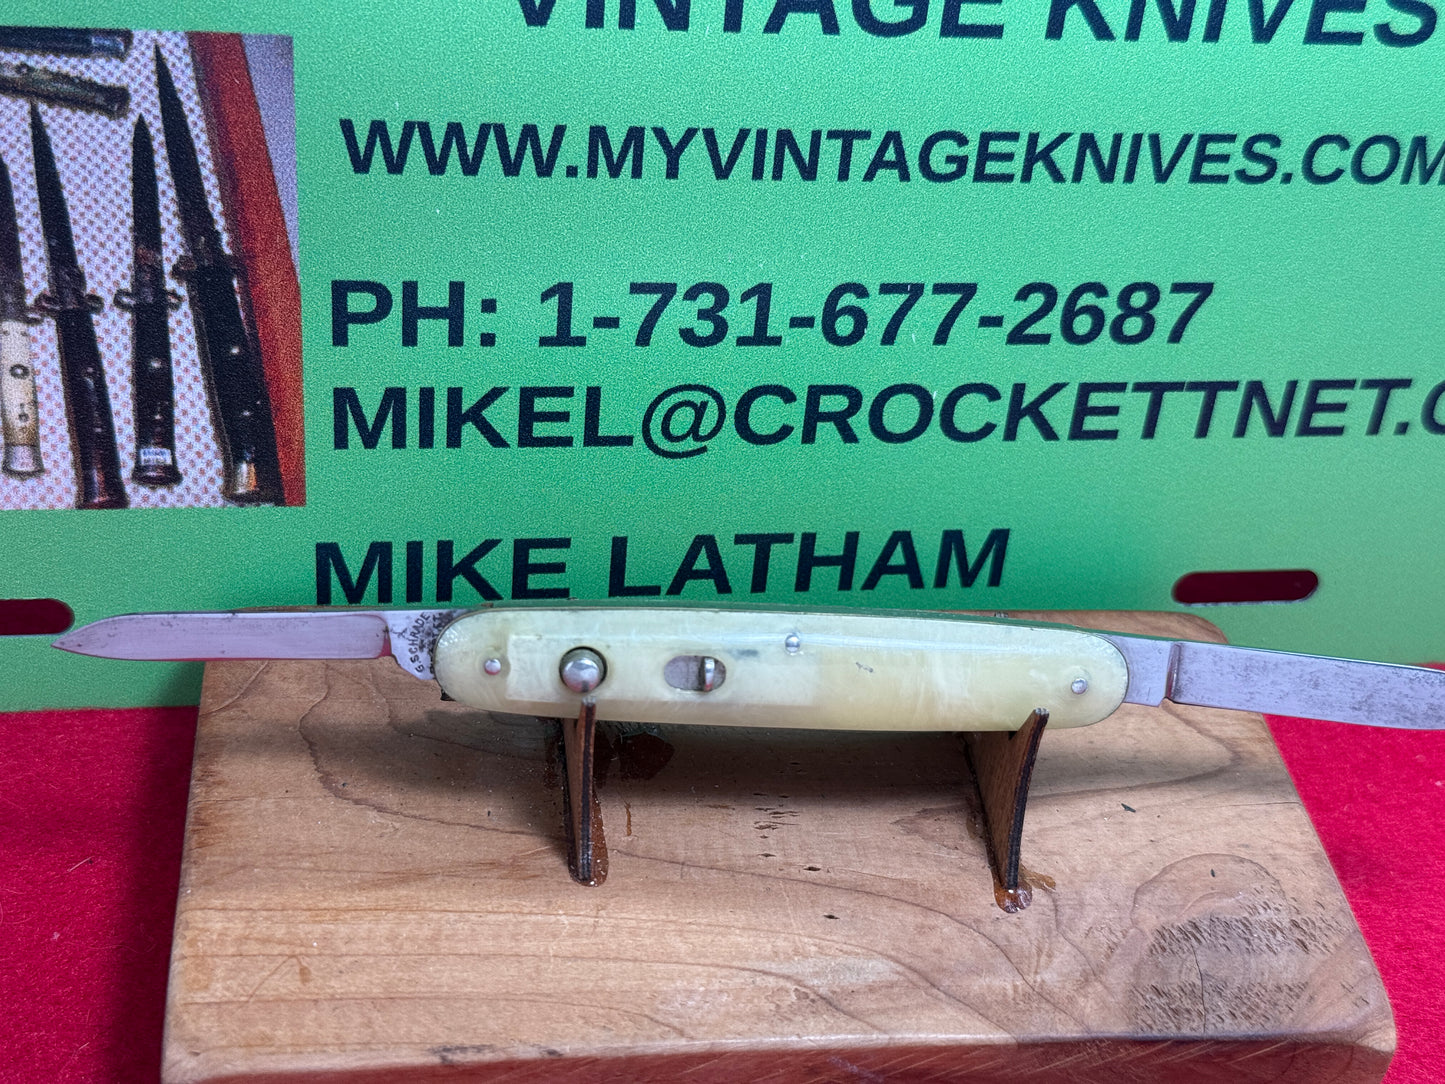 VINTAGE KNIVES
WWW.MYVINTAGEKNIVES.COM
PH: 1-731-677-2687
MIKEL@CROCKETTNET.C
MIKE LATHAM
SCHRADE